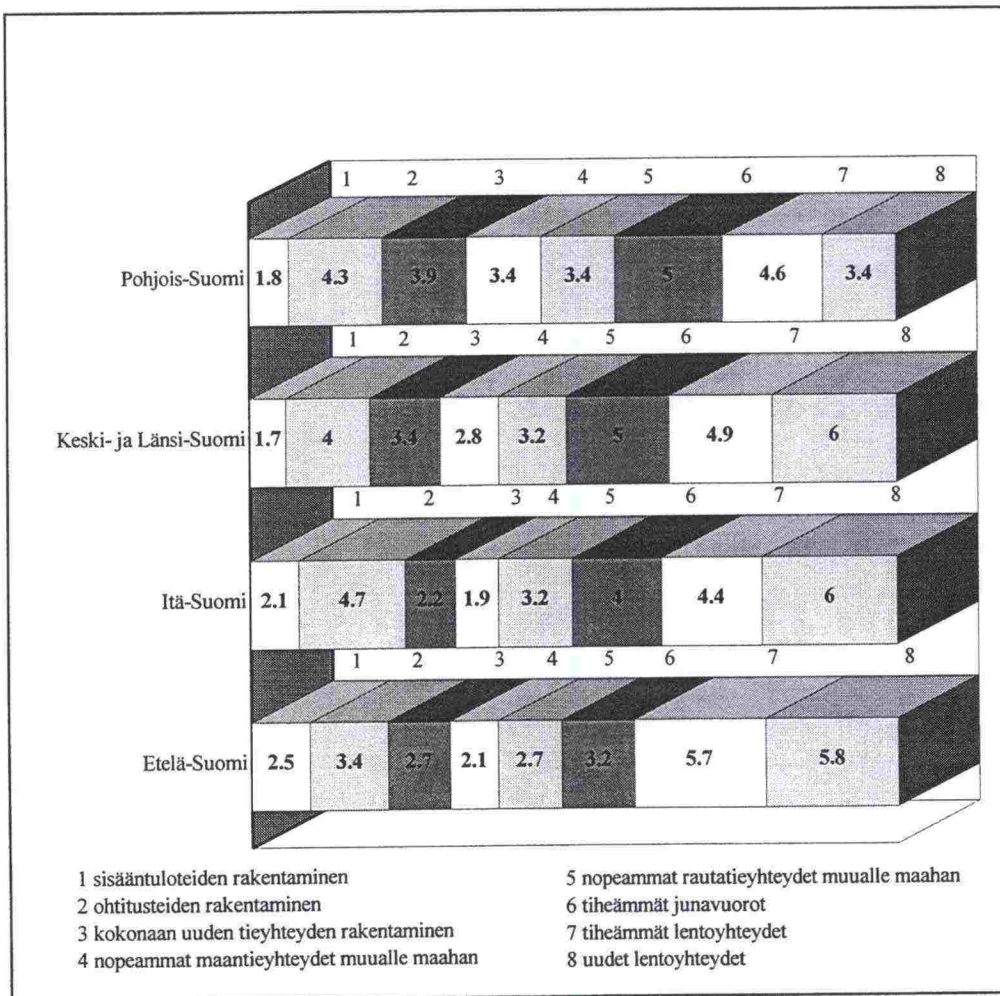 1 2 3 4 5 6 7 8
Pohjois-Suomi 1.8 4.3 3.9 3.4 3.4 5 4.6 3.4
1 2 3 4 5 6 7 8
Keski- ja Länsi-Suomi 1.7 4 3.4 2.8 3.2 5 4.9 6
1 2 3 4 5 6 7 8
Itä-Suomi 2.1 4.7 2.2 1.9 3.2 4 4.4 6
1 2 3 4 5 6 7 8
Etelä-Suomi 2.5 3.4 2.7 2.1 2.7 3.2 5.7 5.8
1 sisääntuloteiden rakentaminen
2 ohtitusteiden rakentaminen
3 kokonaan uuden tieyhteyden rakentaminen
4 nopeammat maantieyhteydet muualle maahan
5 nopeammat rautatieyhteydet muualle maahan
6 tiheämmät junavuorot
7 tiheämmät lentoyhteydet
8 uudet lentoyhteydet